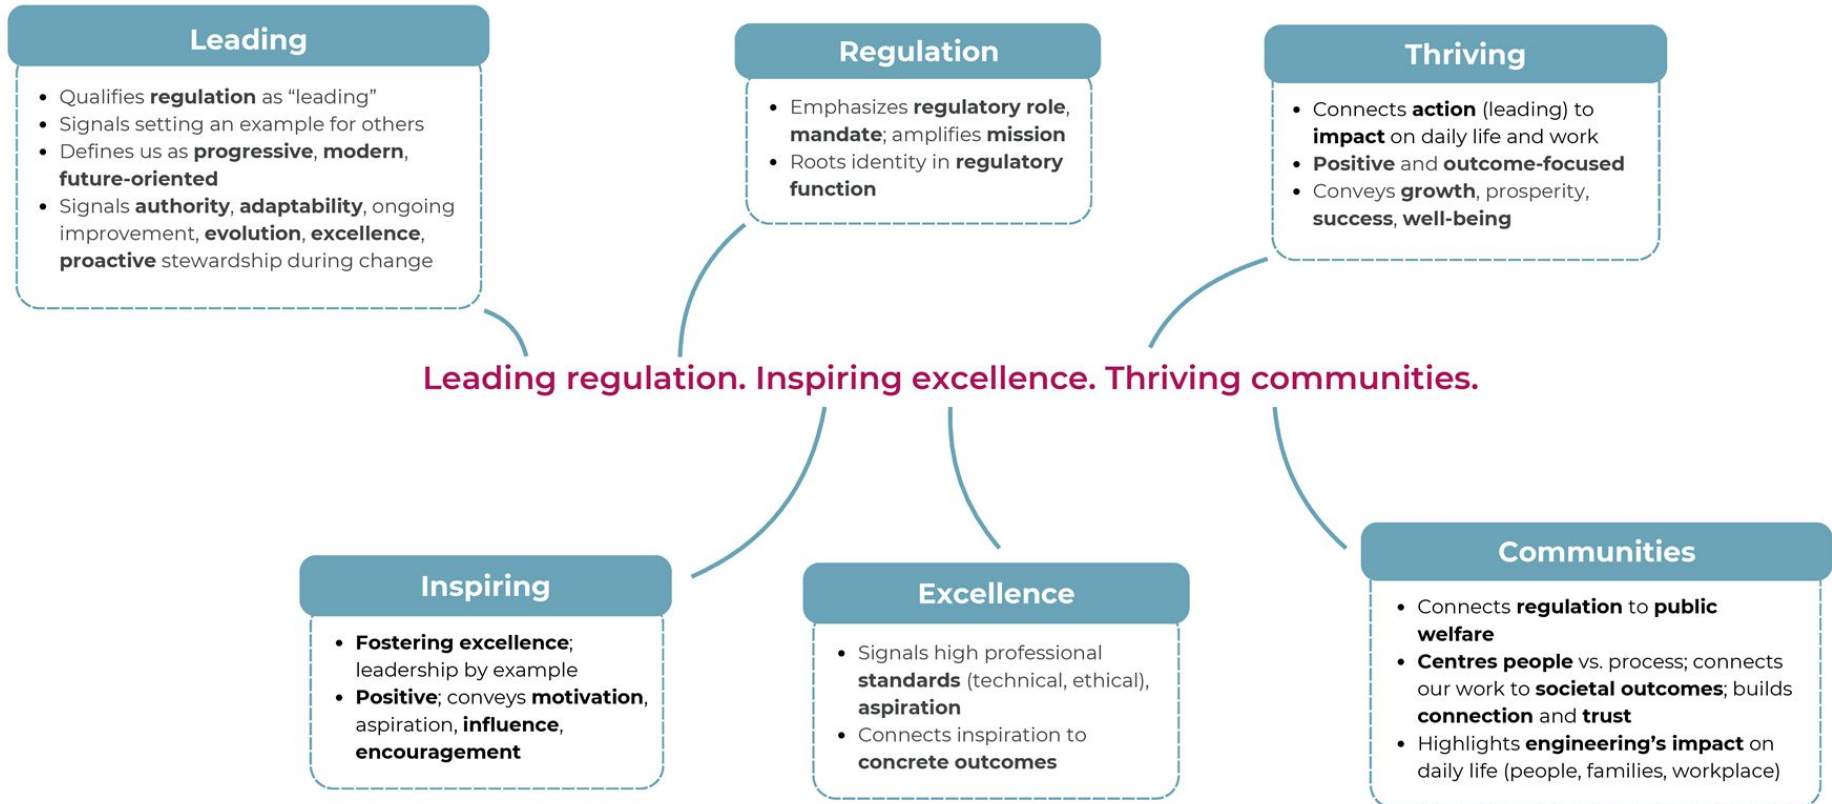 Leading
• Qualifies regulation as “leading”
• Signals setting an example for others
• Defines us as progressive, modern,
future-oriented
• Signals authority, adaptability, ongoing
improvement, evolution, excellence,
proactive stewardship during change
Regulation
• Emphasizes regulatory role,
mandate; amplifies mission
• Roots identity in regulatory
function
Thriving
• Connects action (leading) to
impact on daily life and work
• Positive and outcome-focused
• Conveys growth, prosperity,
success, well-being
Leading regulation. Inspiring excellence. Thriving communities.
Inspiring
• Fostering excellence;
leadership by example
• Positive; conveys motivation,
aspiration, influence,
encouragement
Excellence
• Signals high professional
standards (technical, ethical),
aspiration
• Connects inspiration to
concrete outcomes
Communities
• Connects regulation to public
welfare
• Centres people vs. process; connects
our work to societal outcomes; builds
connection and trust
• Highlights engineering’s impact on
daily life (people, families, workplace)